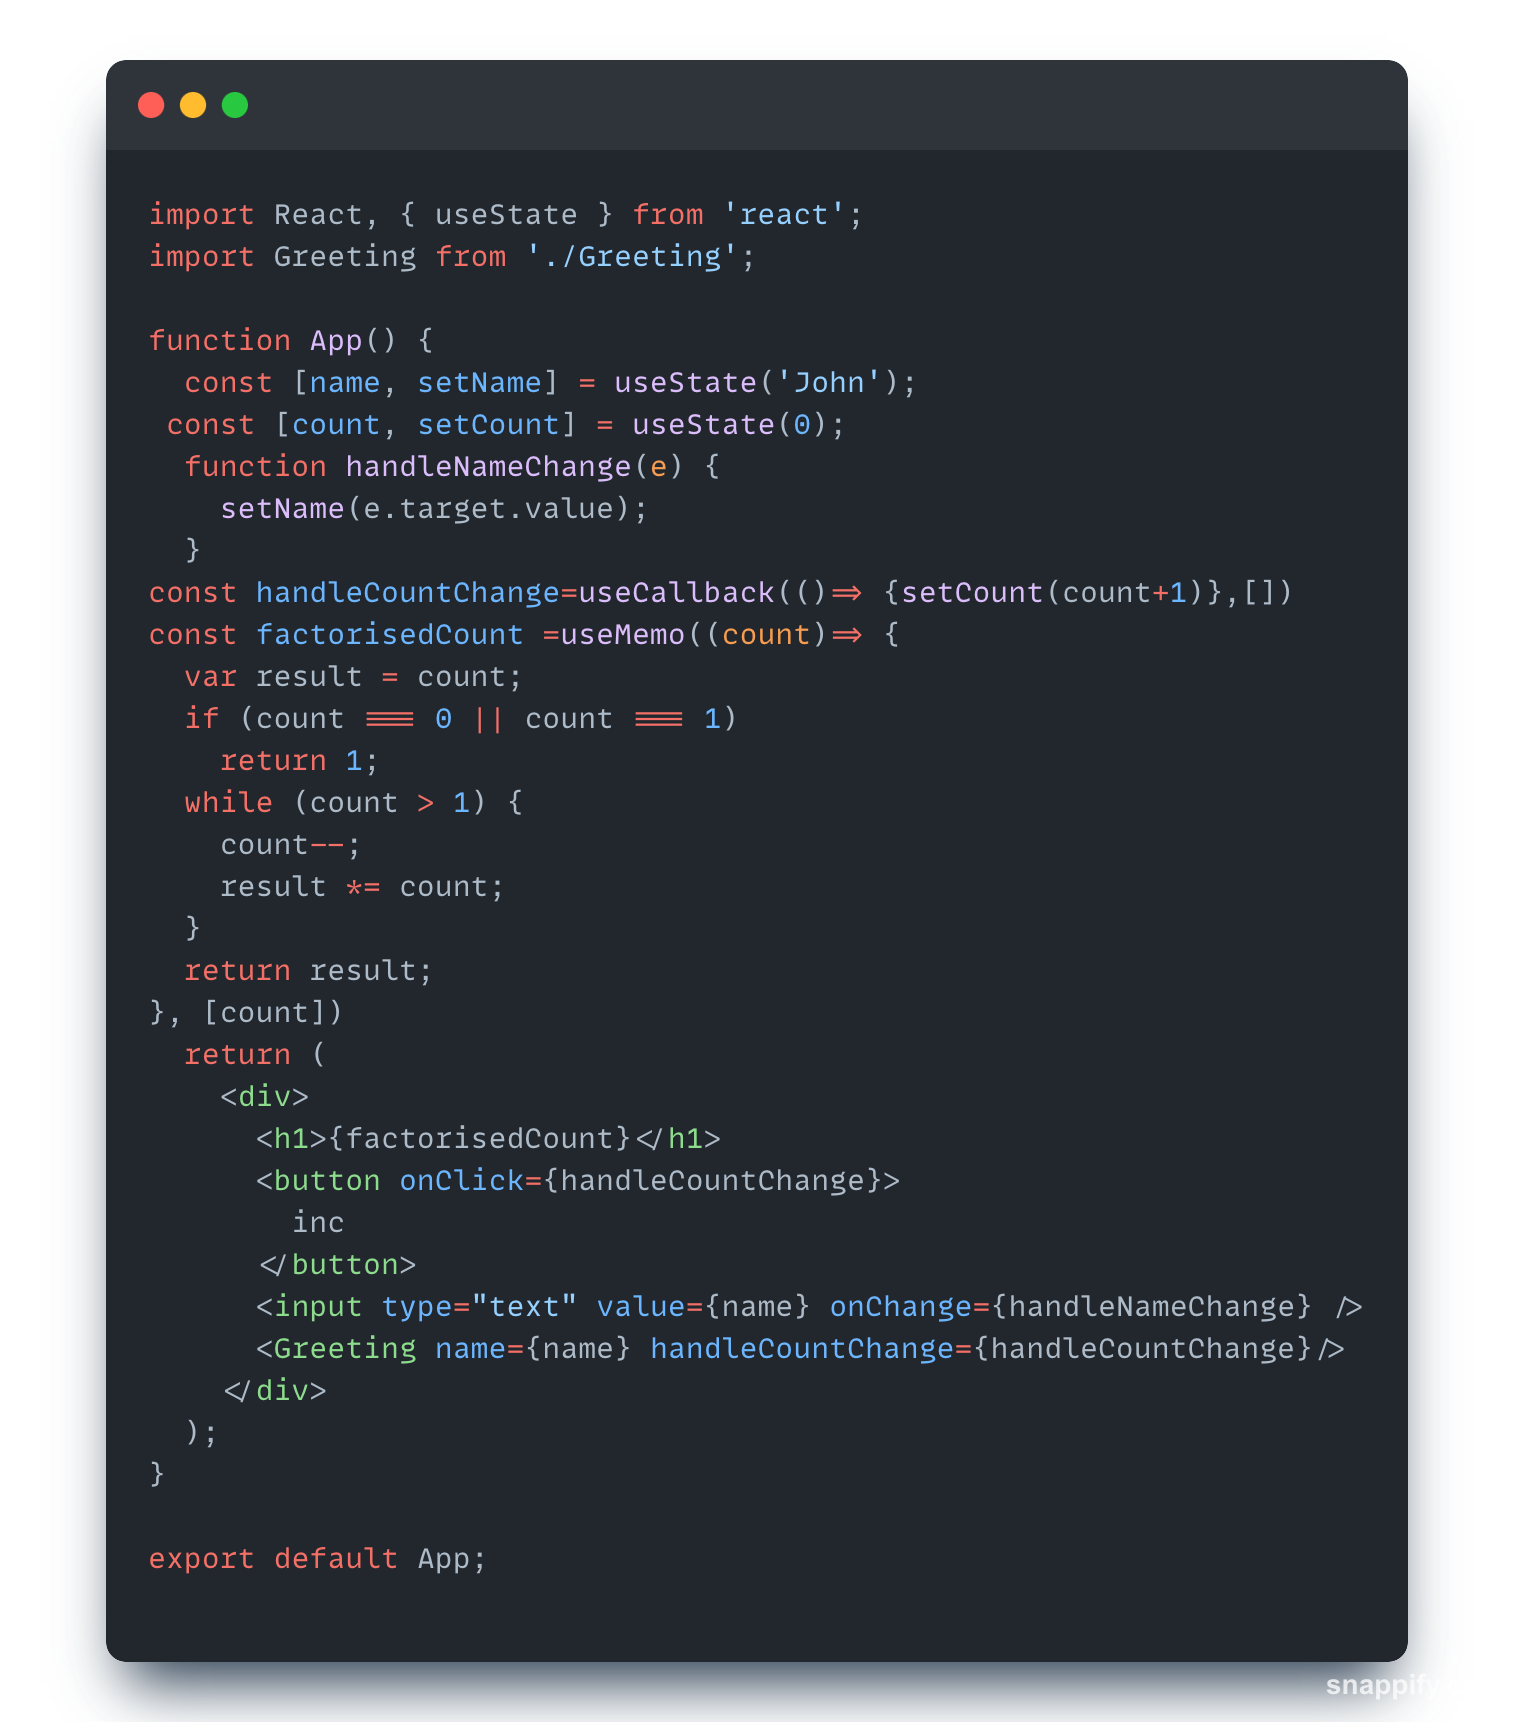 import React, { useState } from 'react';
import Greeting from './Greeting';

function App() {
  const [name, setName] = useState('John');
 const [count, setCount] = useState(0);
  function handleNameChange(e) {
    setName(e.target.value);
  }
const handleCountChange=useCallback(()=> {setCount(count+1)},[])
const factorisedCount =useMemo((count)=> {
  var result = count;
  if (count === 0 || count === 1)
    return 1;
  while (count > 1) {
    count--;
    result *= count;
  }
  return result;
}, [count])
  return (
    <div>
      <h1>{factorisedCount}</h1>
      <button onClick={handleCountChange}>
        inc
      </button>
      <input type="text" value={name} onChange={handleNameChange} />
      <Greeting name={name} handleCountChange={handleCountChange}/>
    </div>
  );
}

export default App;
snappify